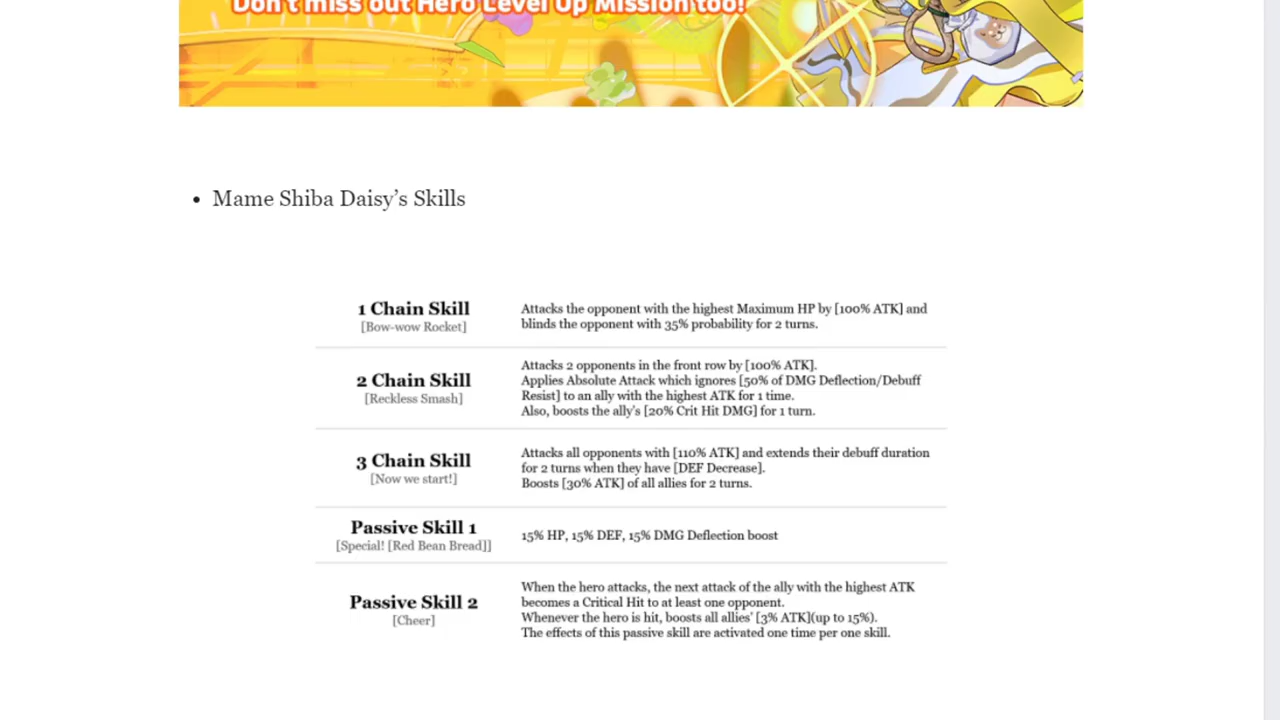 Don't miss out Hero Level Up Mission too!
• Mame Shiba Daisy's Skills
1 Chain Skill
[Bow-wow Rocket]
Attacks the opponent with the highest Maximum HP by [100% ATK] and
blinds the opponent with 35% probability for 2 turns.
2 Chain Skill
[Reckless Smash]
Attacks 2 opponents in the front row by [100% ATK].
Applies Absolute Attack which ignores [50% of DMG Deflection/Debuff
Resist] to an ally with the highest ATK for 1 time.
Also, boosts the ally's [20% Crit Hit DMG] for 1 turn.
3 Chain Skill
[Now we start!]
Attacks all opponents with [110% ATK] and extends their debuff duration
for 2 turns when they have [DEF Decrease].
Boosts [30% ATK] of all allies for 2 turns.
Passive Skill 1
[Special! [Red Bean Bread]]
15% HP, 15% DEF, 15% DMG Deflection boost
Passive Skill 2
[Cheer]
When the hero attacks, the next attack of the ally with the highest ATK
becomes a Critical Hit to at least one opponent.
Whenever the hero is hit, boosts all allies' [3% ATK](up to 15%).
The effects of this passive skill are activated one time per one skill.